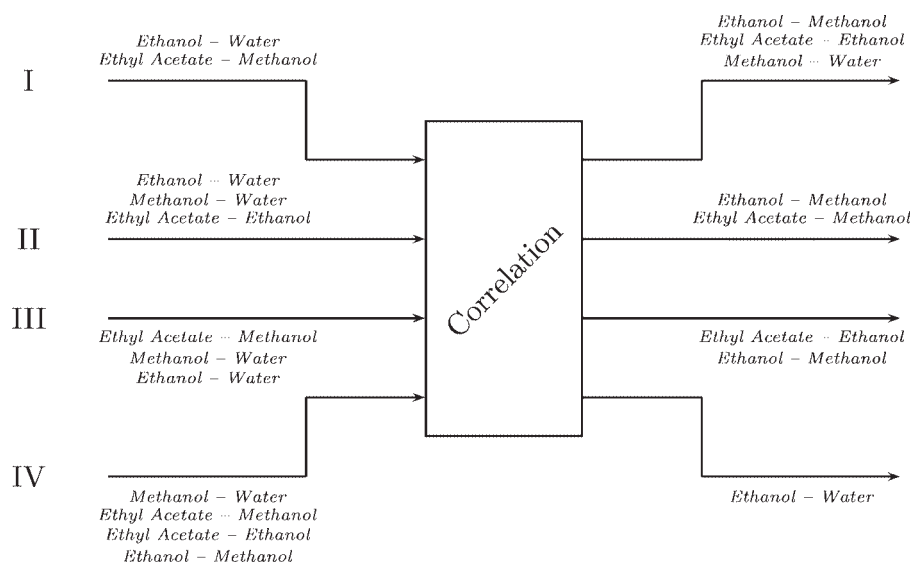 Ethanol – Water
Ethyl Acetate – Methanol
I
Ethanol – Methanol
Ethyl Acetate – Ethanol
Methanol – Water
Ethanol – Water
Methanol – Water
Ethyl Acetate – Ethanol
II
Ethanol – Methanol
Ethyl Acetate – Methanol
Correlation
III
Ethyl Acetate – Methanol
Methanol – Water
Ethanol – Water
Ethyl Acetate – Ethanol
Ethanol – Methanol
IV
Methanol – Water
Ethyl Acetate – Methanol
Ethyl Acetate – Ethanol
Ethanol – Methanol
Ethanol – Water